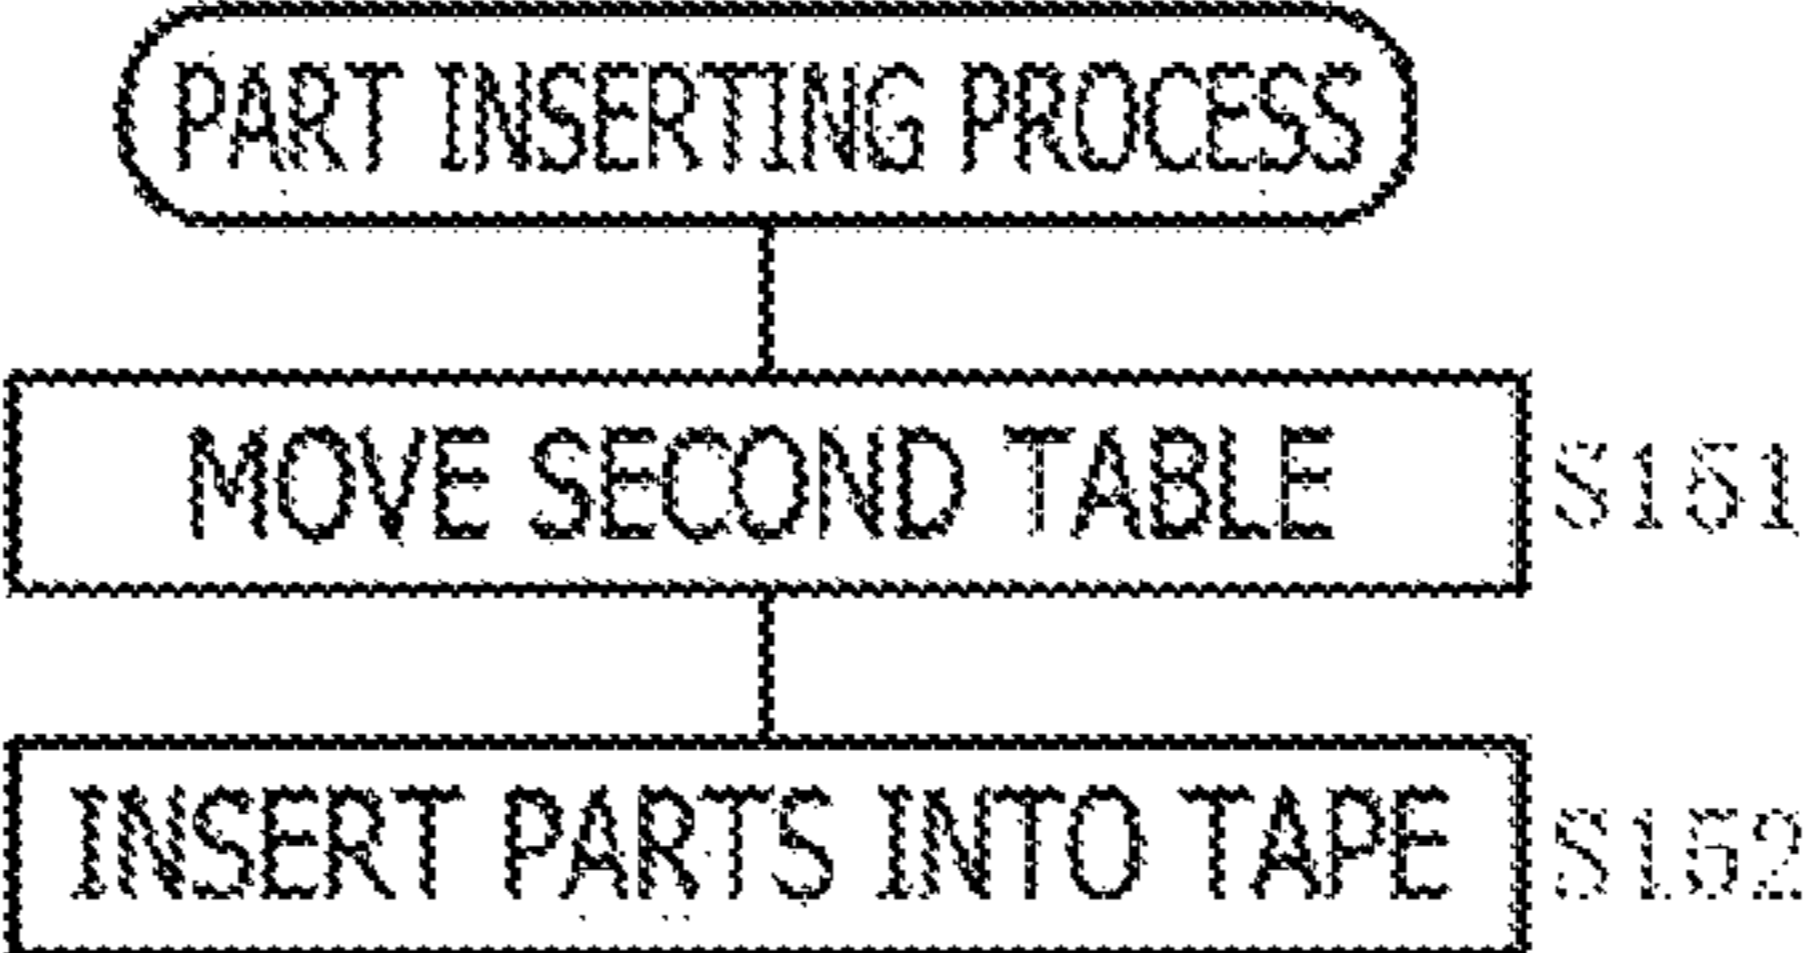 PART INSERTING PROCESS
MOVE SECOND TABLE S151
INSERT PARTS INTO TAPE S152